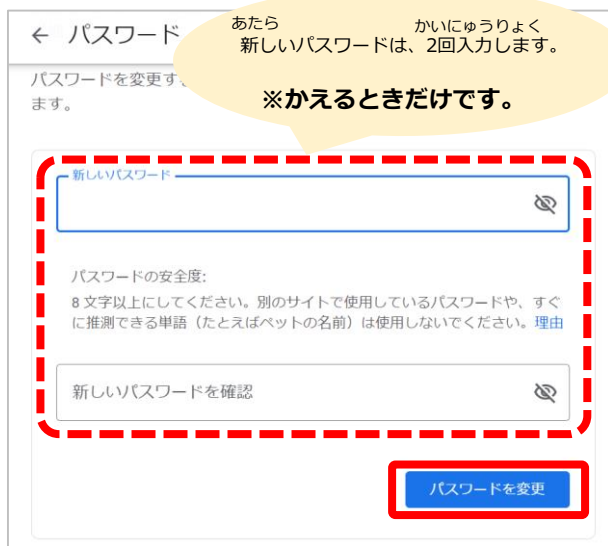 ← パスワード
あたら かいにゅうりょく
新しいパスワードは、2回入力します。
※かえるときだけです。
パスワードを変更す
ます。
新しいパスワード
パスワードの安全度:
8 文字以上にしてください。別のサイトで使用しているパスワードや、すぐ
に推測できる単語（たとえばペットの名前）は使用しないでください。理由
新しいパスワードを確認
パスワードを変更